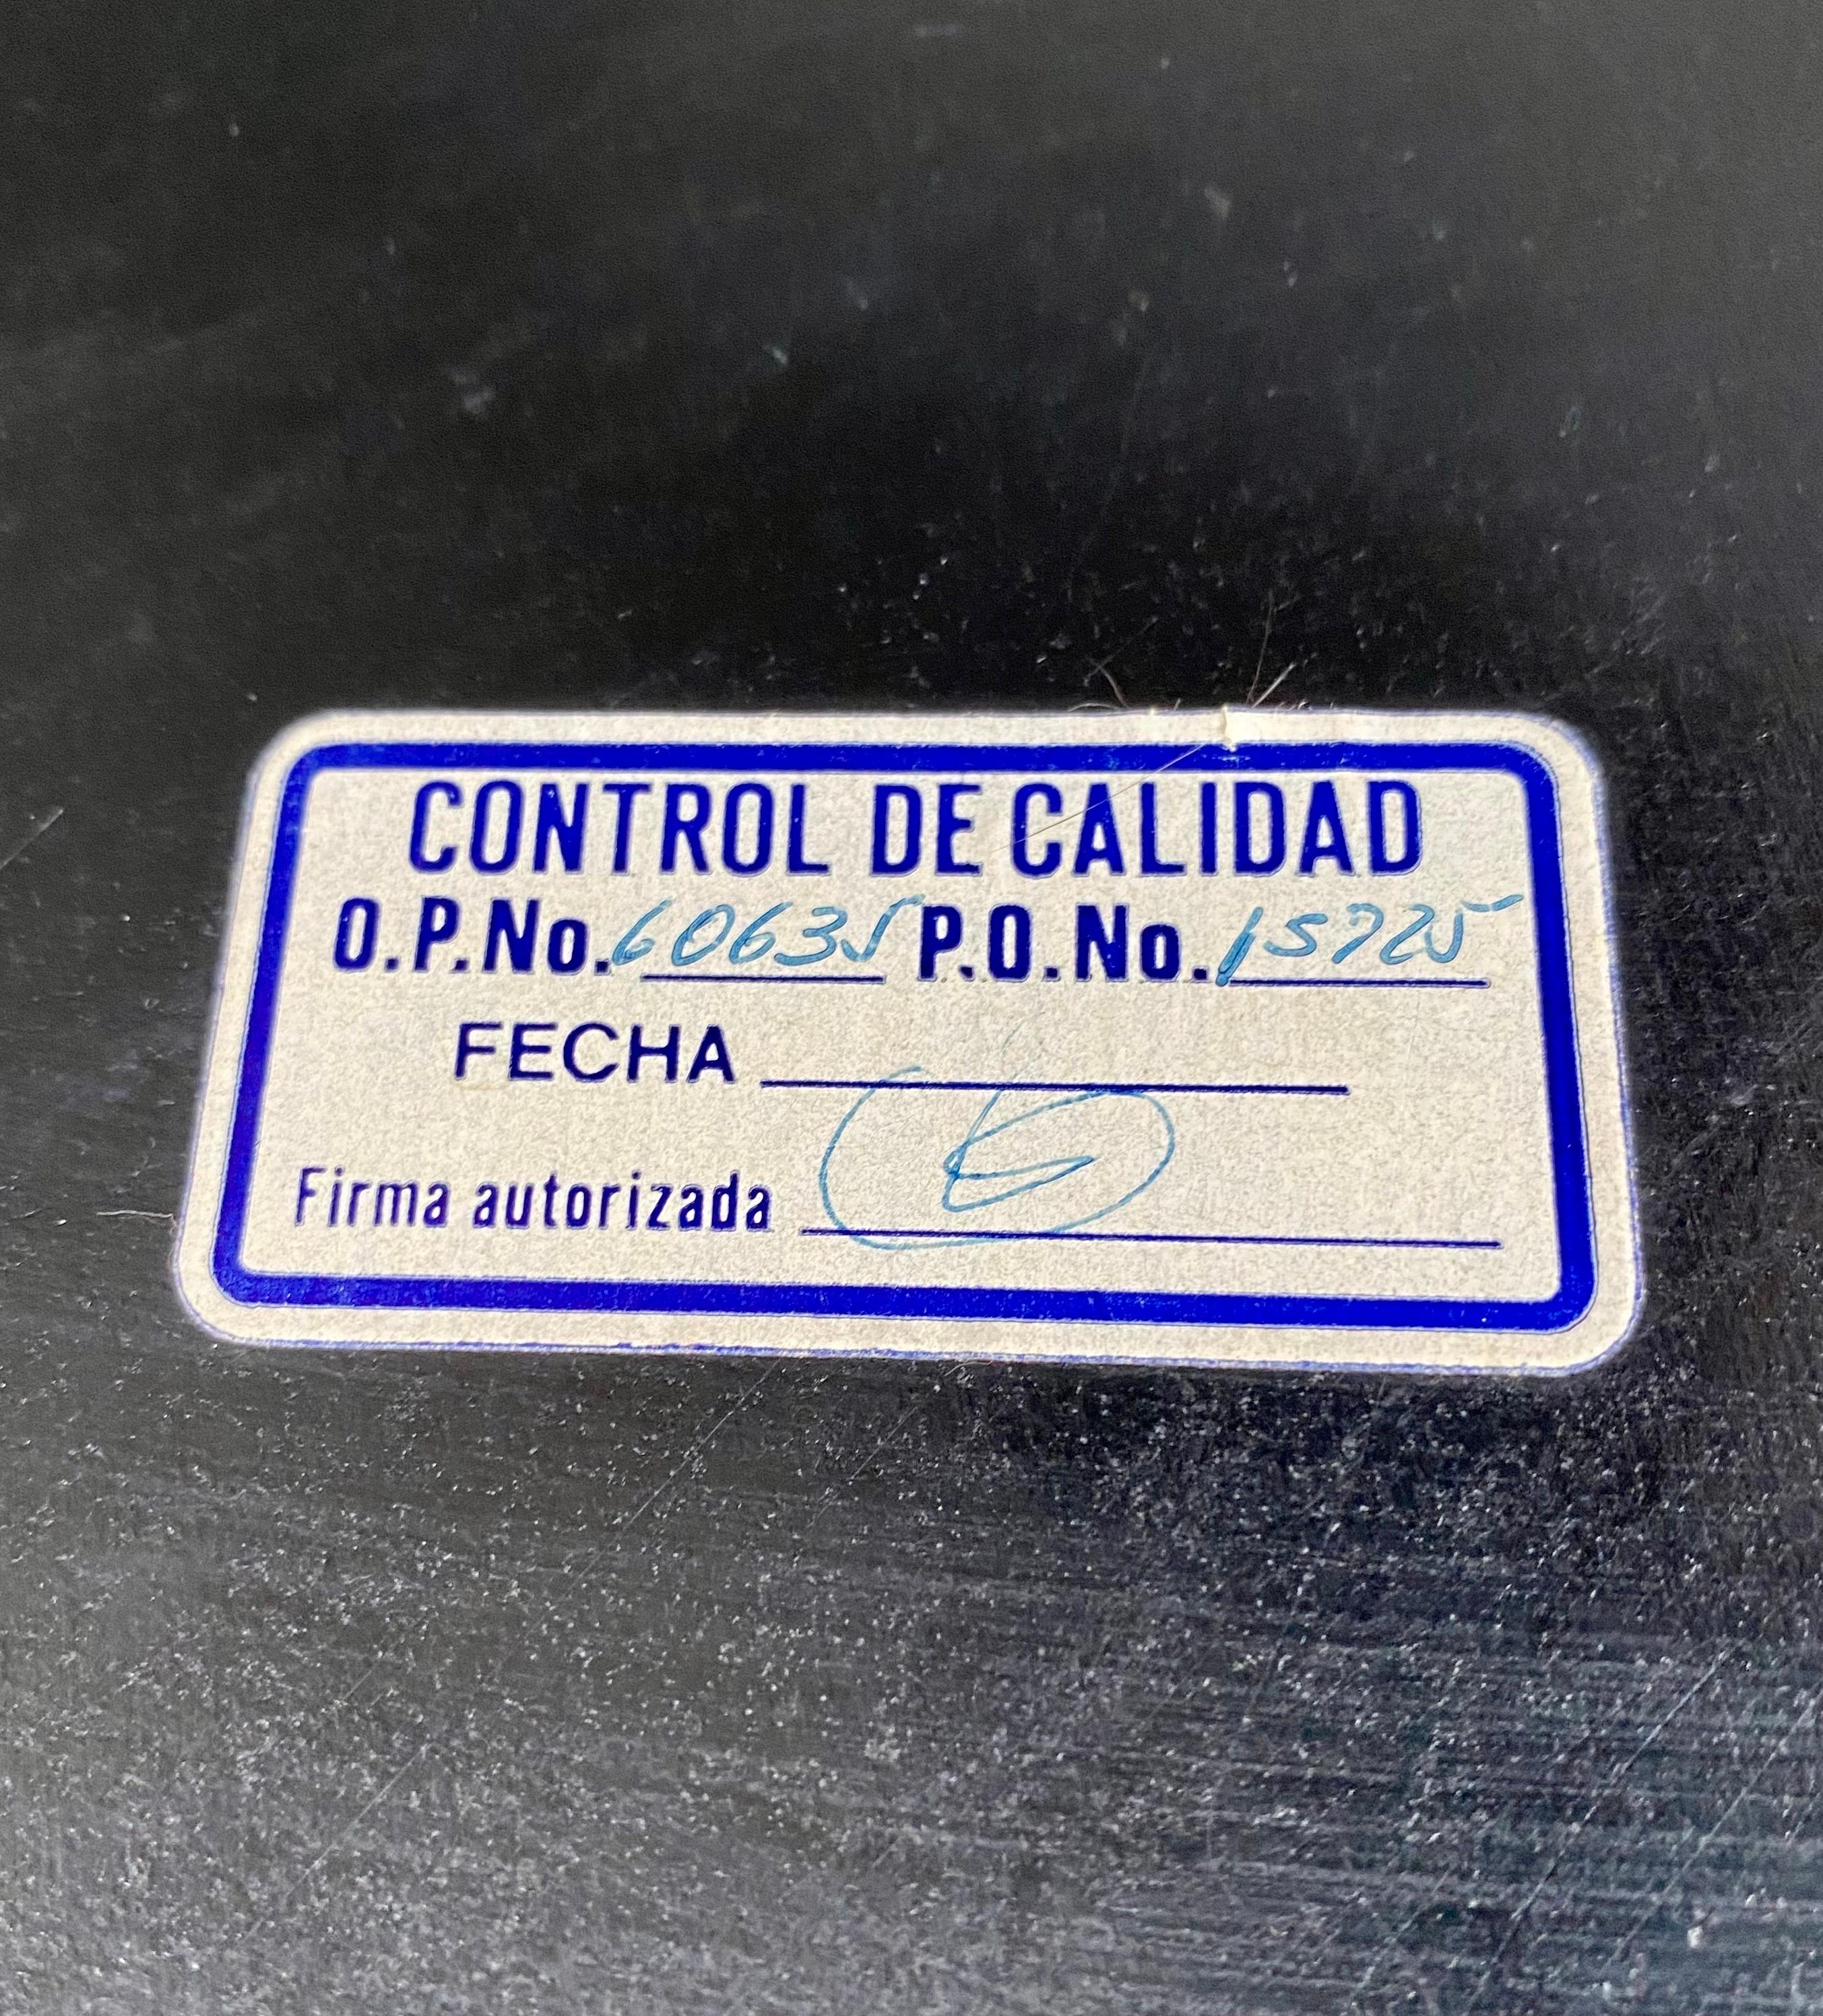 CONTROL DE CALIDAD
O.P.No. 60635 P.O.No. 15725
FECHA
Firma autorizada